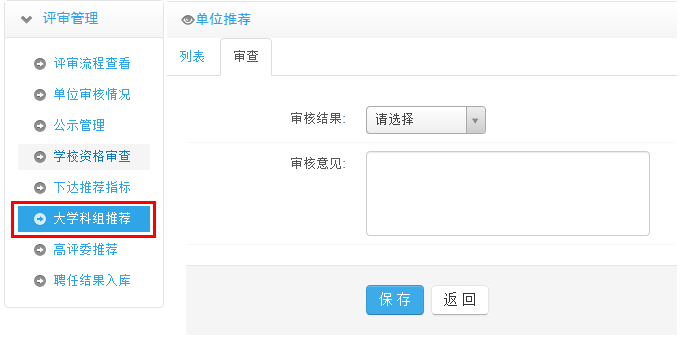 评审管理
评审流程查看
单位审核情况
公示管理
学校资格审查
下达推荐指标
大学科组推荐
高评委推荐
聘任结果入库
单位推荐
列表 审查
审核结果: 请选择
审核意见:
保存 返回